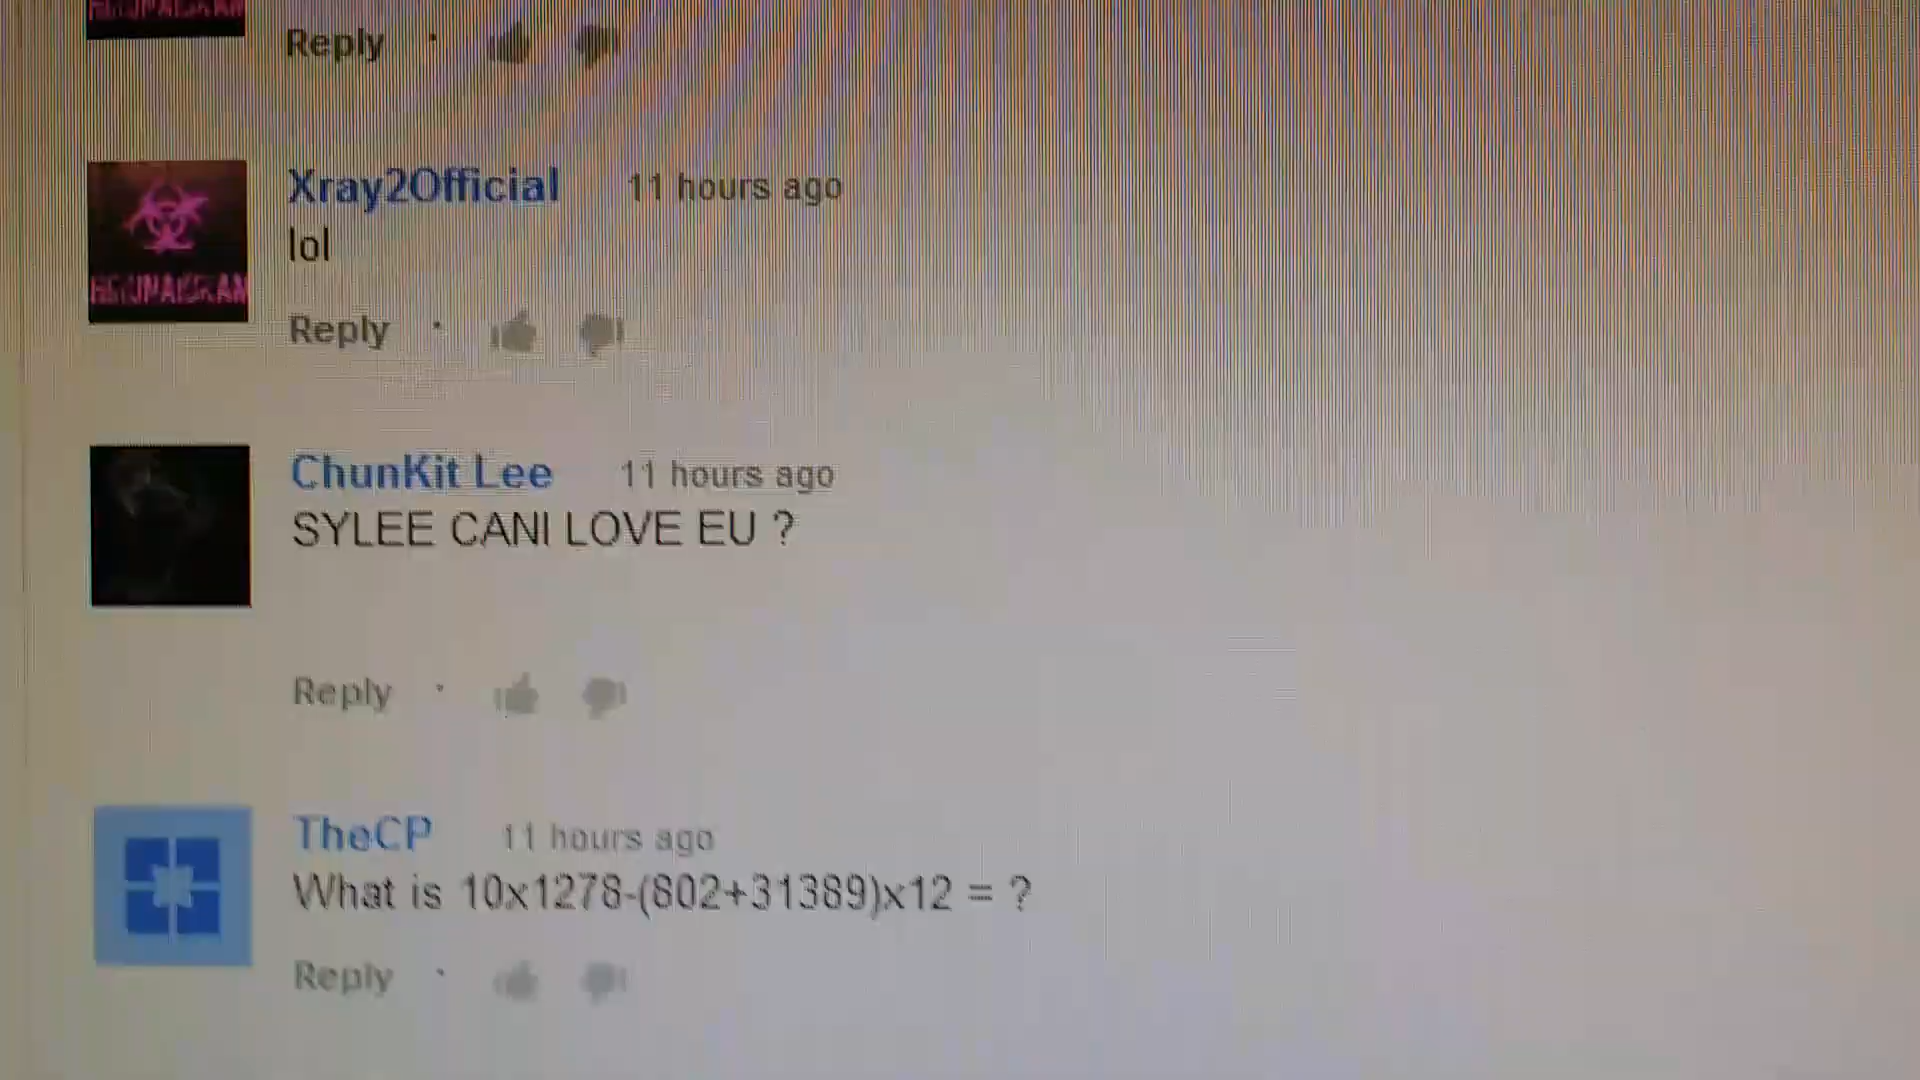 Reply
Xray2Official 11 hours ago
lol
Reply
ChunKit Lee 11 hours ago
SYLEE CANI LOVE EU ?
Reply
TheCP 11 hours ago
What is 10x1278-(802+31389)x12 = ?
Reply